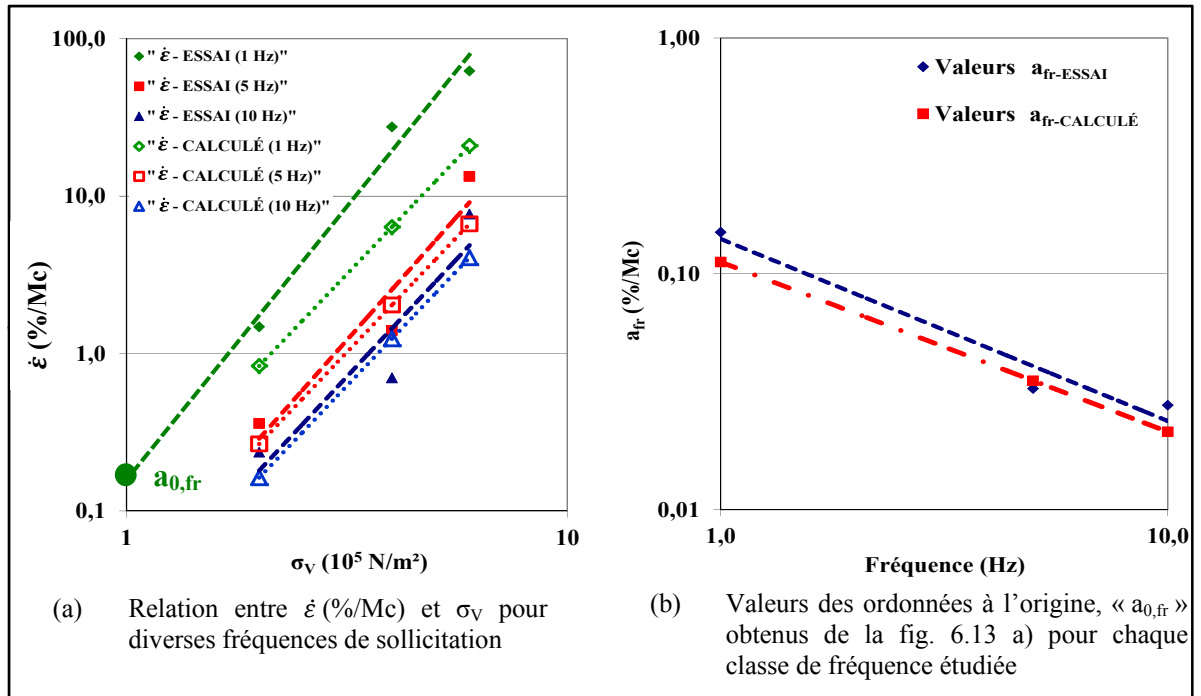 100,0
10,0
1,0
0,1
ε̇ (%/Mc)
" ε̇ - ESSAI (1 Hz)"
" ε̇ - ESSAI (5 Hz)"
" ε̇ - ESSAI (10 Hz)"
" ε̇ - CALCULÉ (1 Hz)"
" ε̇ - CALCULÉ (5 Hz)"
" ε̇ - CALCULÉ (10 Hz)"
a0,fr
1
10
σV (10⁵ N/m²)
(a) Relation entre ε̇ (%/Mc) et σV pour
diverses fréquences de sollicitation
1,00
0,10
0,01
afr (%/Mc)
Valeurs afr-ESSAI
Valeurs afr-CALCULÉ
1,0
10,0
Fréquence (Hz)
(b) Valeurs des ordonnées à l’origine, « a0,fr »
obtenus de la fig. 6.13 a) pour chaque
classe de fréquence étudiée